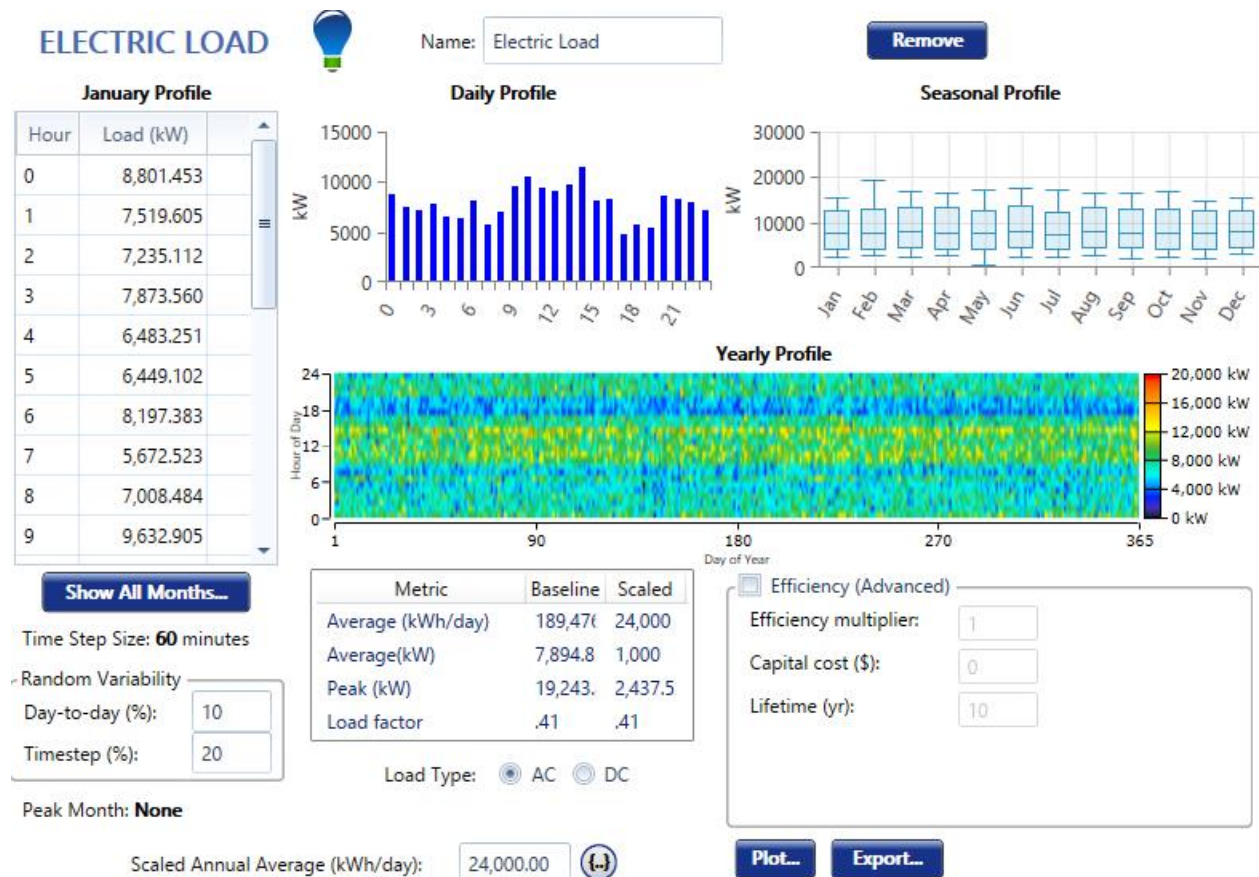 ELECTRIC LOAD
Name: Electric Load
Remove
January Profile
Hour Load (kW)
0 8,801.453
1 7,519.605
2 7,235.112
3 7,873.560
4 6,483.251
5 6,449.102
6 8,197.383
7 5,672.523
8 7,008.484
9 9,632.905
Show All Months...
Daily Profile
15000
10000
5000
0
kW
0 3 6 9 12 15 18 21
Seasonal Profile
30000
20000
10000
0
kW
Jan Feb Mar Apr May Jun Jul Aug Sep Oct Nov Dec
Yearly Profile
24
18
12
6
0
Hour of Day
1 90 180 270 365
Day of Year
20,000 kW
16,000 kW
12,000 kW
8,000 kW
4,000 kW
0 kW
Time Step Size: 60 minutes
Random Variability
Day-to-day (%): 10
Timestep (%): 20
Peak Month: None
Metric Baseline Scaled
Average (kWh/day) 189,476 24,000
Average(kW) 7,894.8 1,000
Peak (kW) 19,243. 2,437.5
Load factor .41 .41
Load Type: AC DC
Efficiency (Advanced)
Efficiency multiplier: 1
Capital cost ($): 0
Lifetime (yr): 10
Scaled Annual Average (kWh/day): 24,000.00 {..}
Plot... Export...